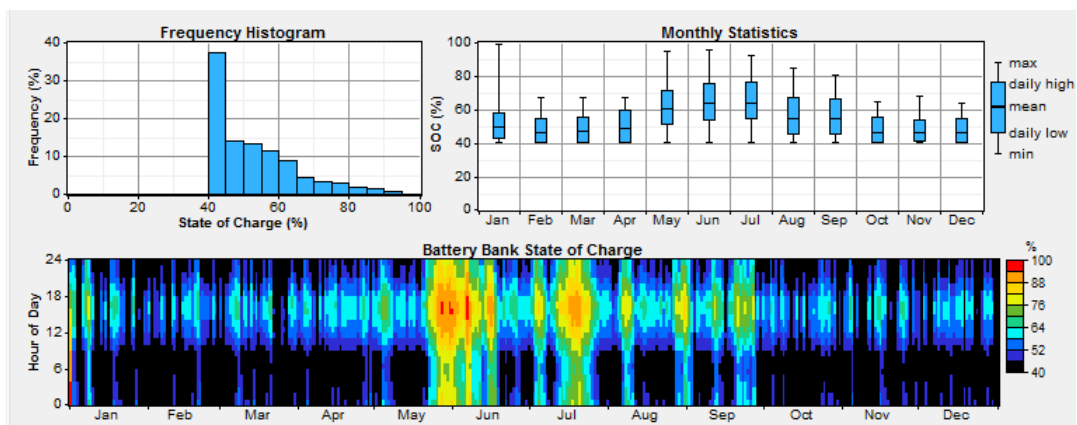 Frequency Histogram
40
30
20
10
0
Frequency (%)
0 20 40 60 80 100
State of Charge (%)
Monthly Statistics
100
80
60
40
20
0
SOC (%)
Jan Feb Mar Apr May Jun Jul Aug Sep Oct Nov Dec
max
daily high
mean
daily low
min
Battery Bank State of Charge
24
18
12
6
0
Hour of Day
Jan Feb Mar Apr May Jun Jul Aug Sep Oct Nov Dec
%
100
88
76
64
52
40